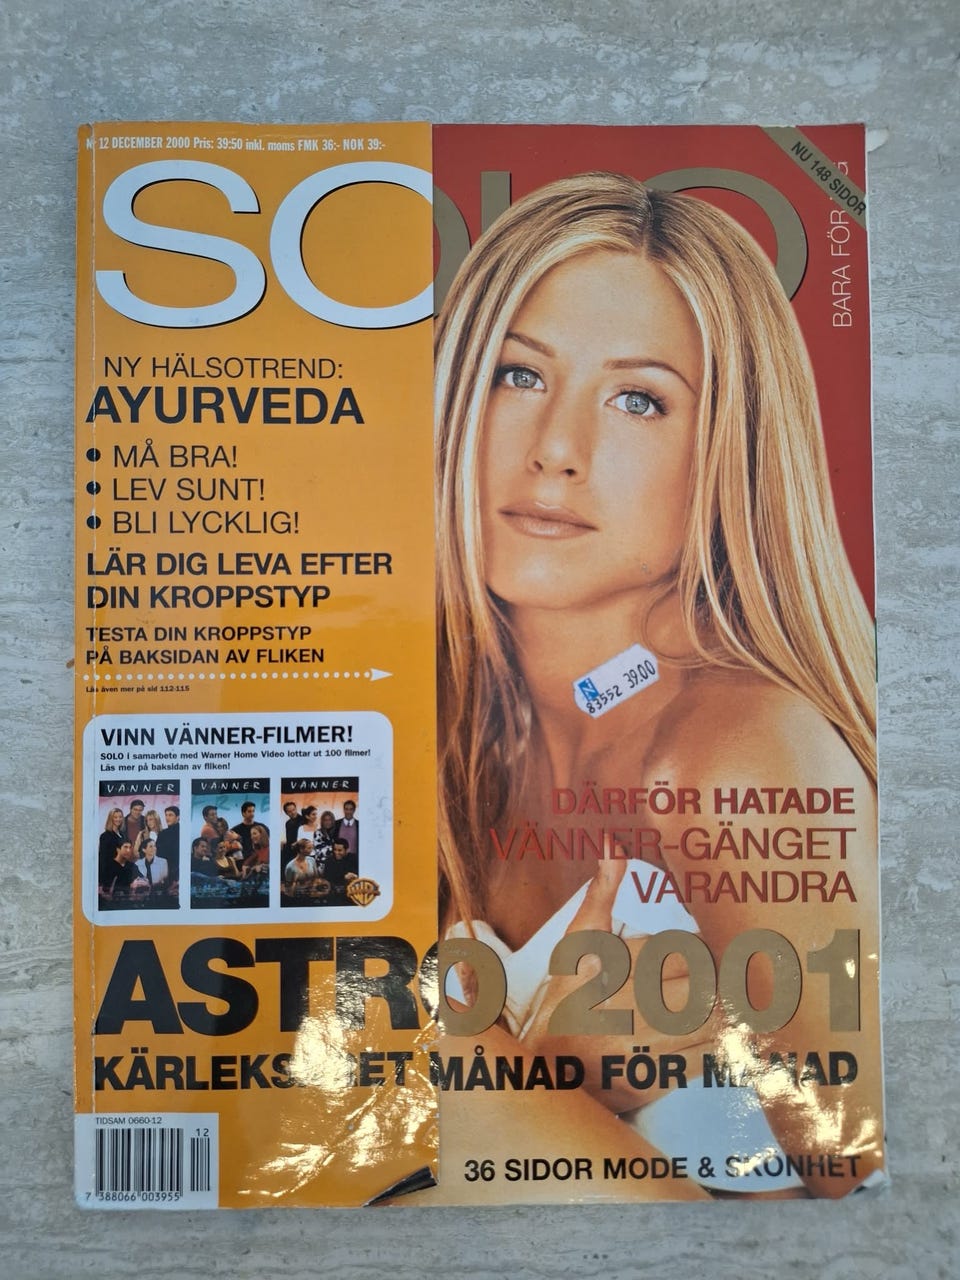 Nr 12 DECEMBER 2000 Pris: 39:50 inkl. moms FMK 36:- NOK 39:-
SOLO
NU 148 SIDOR
BARA FÖR
NY HÄLSOTREND:
AYURVEDA
• MÅ BRA!
• LEV SUNT!
• BLI LYCKLIG!
LÄR DIG LEVA EFTER
DIN KROPPSTYP
TESTA DIN KROPPSTYP
PÅ BAKSIDAN AV FLIKEN
Läs även mer på sid 112-115
N
83552 39.00
VINN VÄNNER-FILMER!
SOLO i samarbete med Warner Home Video lottar ut 100 filmer!
Läs mer på baksidan av fliken!
VÄNNER VÄNNER VÄNNER
WB
DÄRFÖR HATADE
VÄNNER-GÄNGET
VARANDRA
ASTRO 2001
KÄRLEKSÅRET MÅNAD FÖR MÅNAD
36 SIDOR MODE & SKÖNHET
TIDSAM 0660-12
12
7 388066 003955